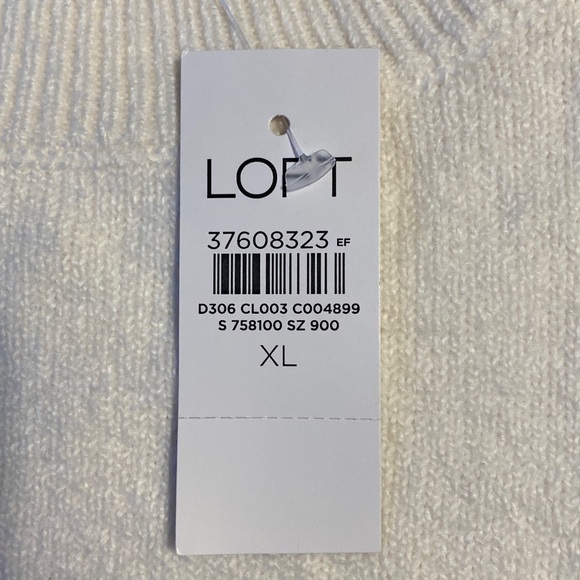 LOFT
37608323 EF
D306 CL003 C004899
S 758100 SZ 900
XL